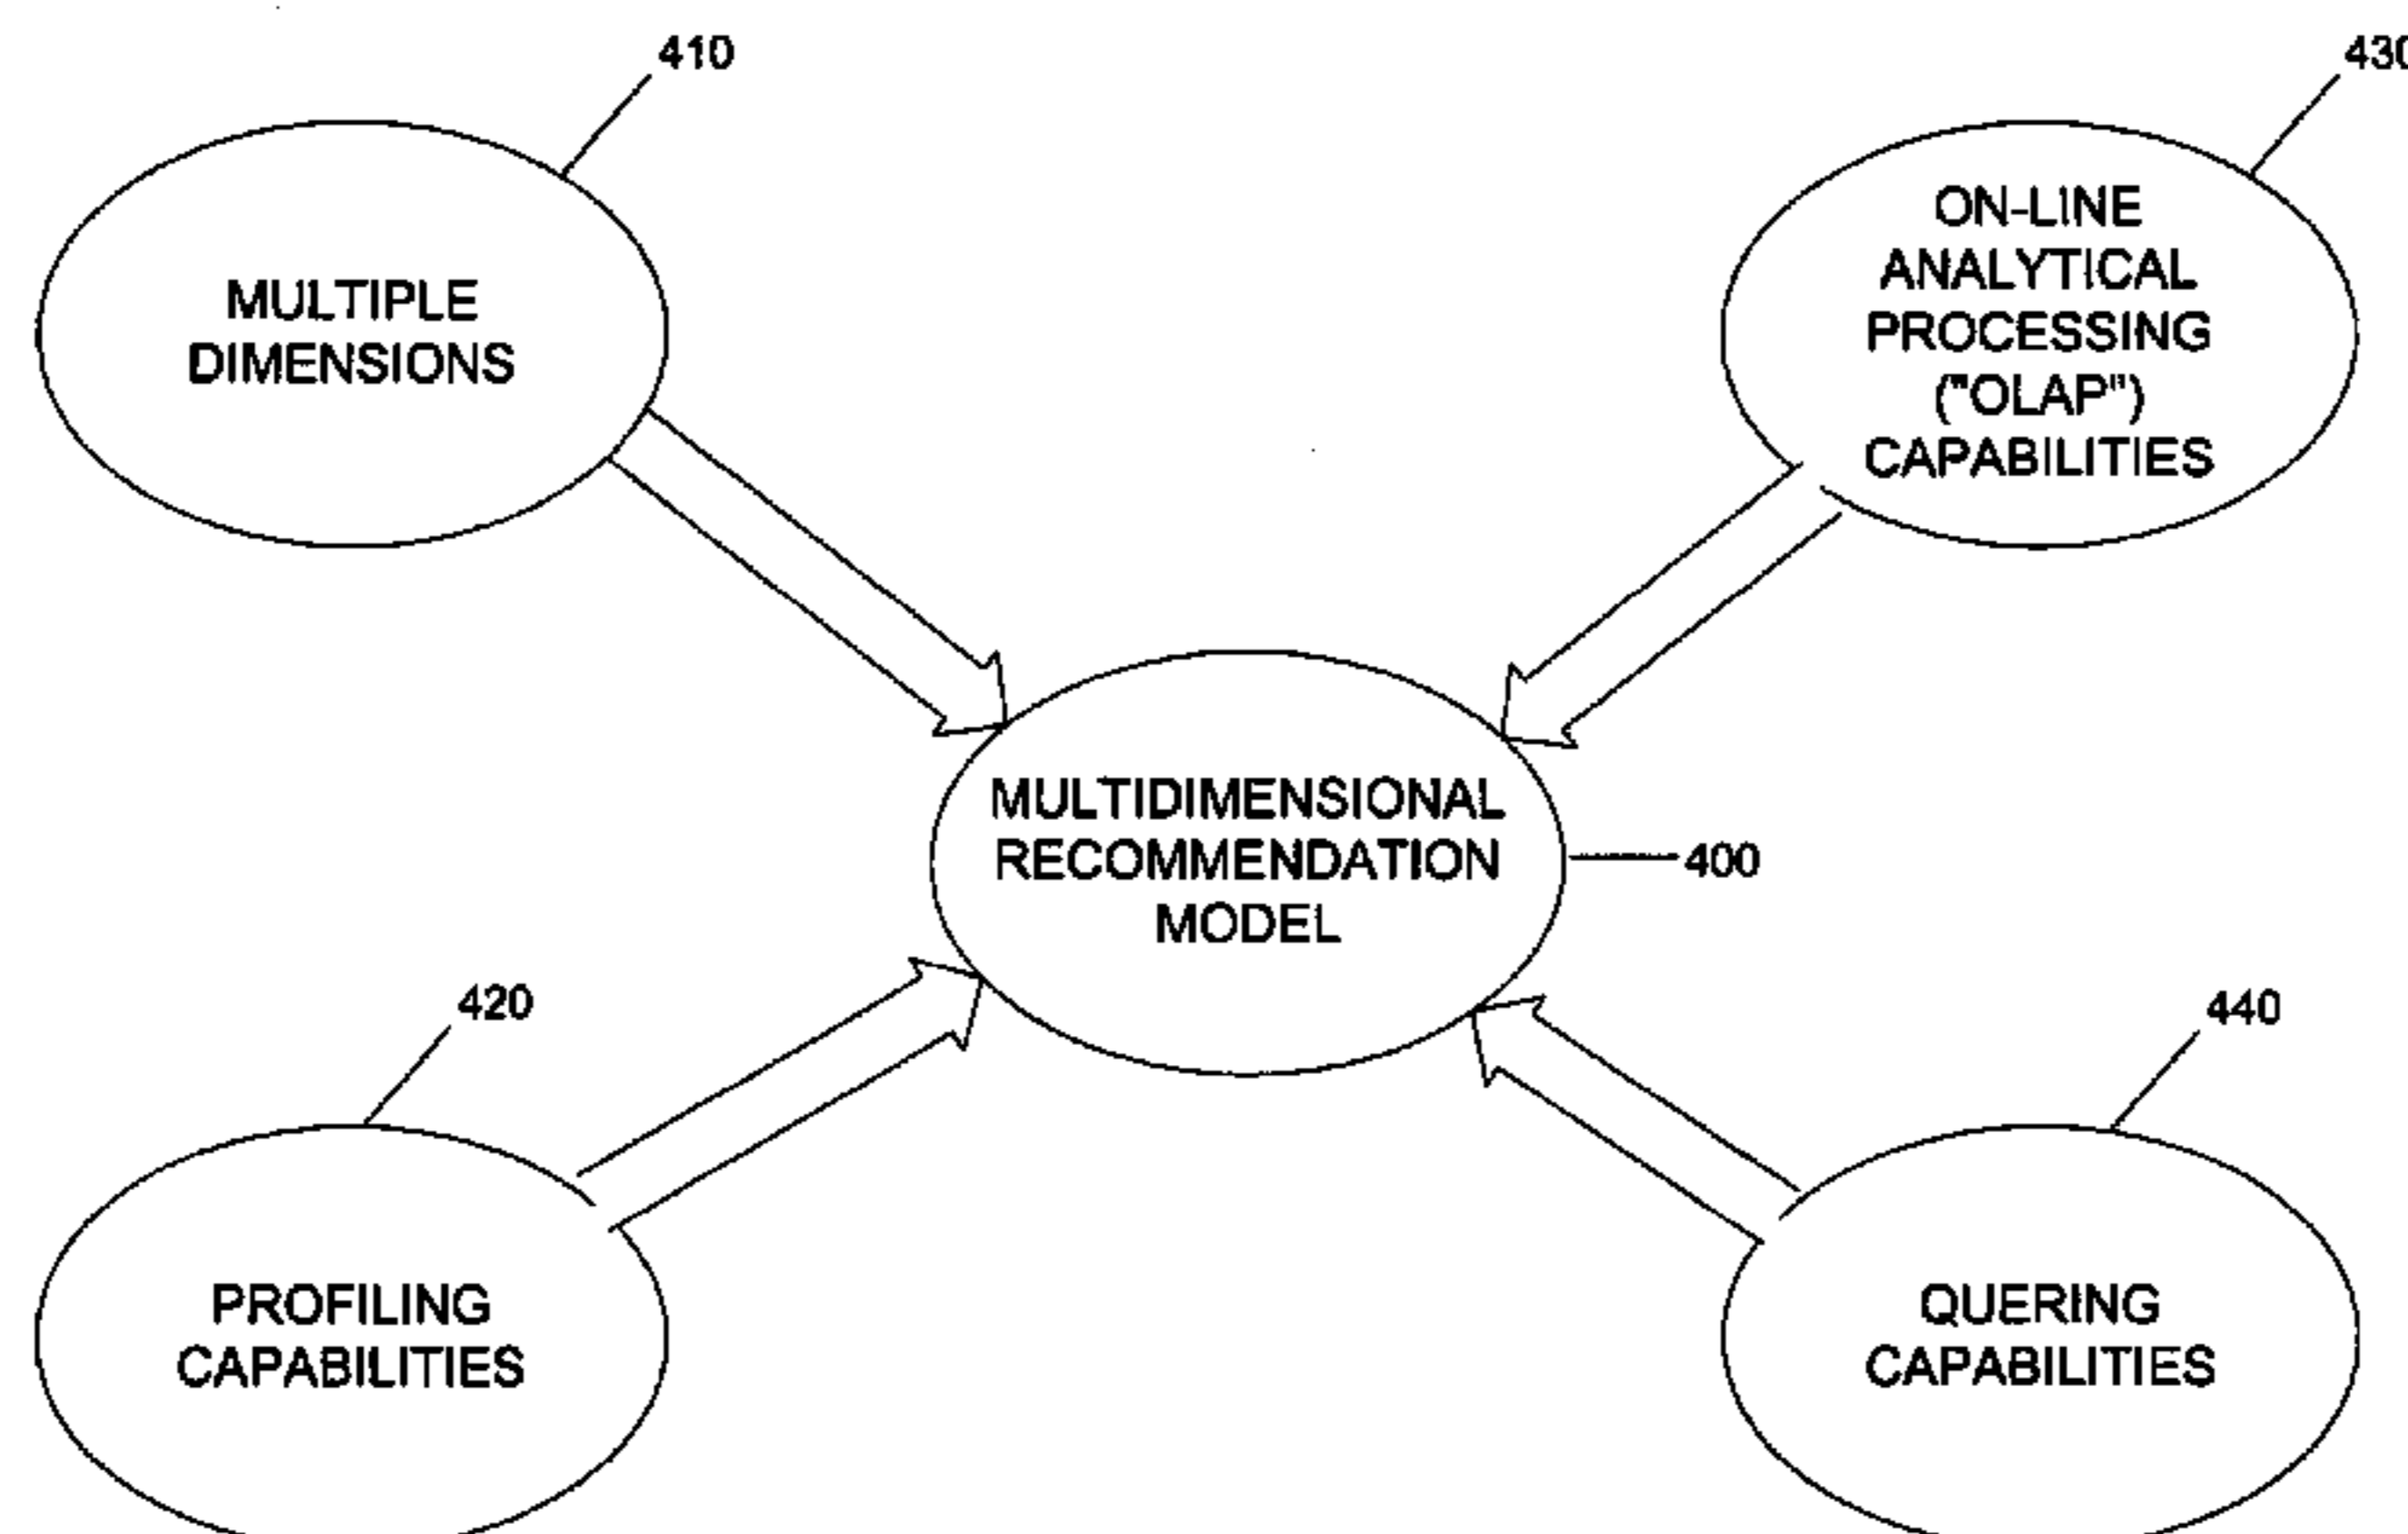 410
430
MULTIPLE
DIMENSIONS
ON-LINE
ANALYTICAL
PROCESSING
("OLAP")
CAPABILITIES
MULTIDIMENSIONAL
RECOMMENDATION
MODEL
400
420
440
PROFILING
CAPABILITIES
QUERING
CAPABILITIES